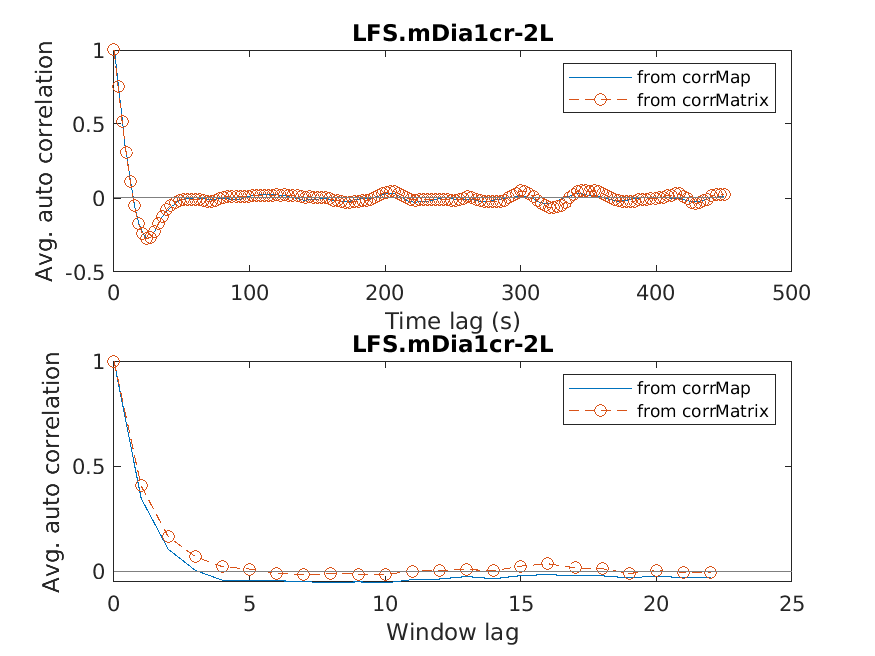 LFS.mDia1cr-2L
from corrMap
from corrMatrix
Avg. auto correlation
1
0.5
0
-0.5
0 100 200 300 400 500
Time lag (s)
LFS.mDia1cr-2L
from corrMap
from corrMatrix
Avg. auto correlation
1
0.5
0
0 5 10 15 20 25
Window lag